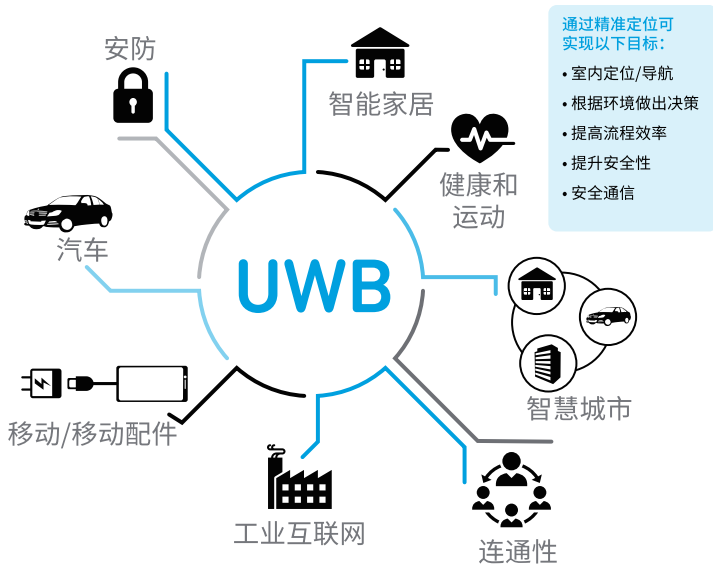 通过精准定位可
实现以下目标：
• 室内定位/导航
• 根据环境做出决策
• 提高流程效率
• 提升安全性
• 安全通信
安防
智能家居
健康和
运动
汽车
UWB
智慧城市
移动/移动配件
工业互联网
连通性